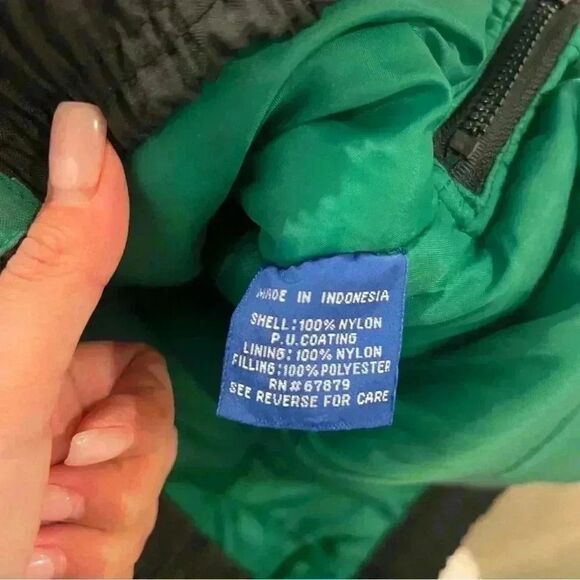 MADE IN INDONESIA
SHELL: 100% NYLON
P.U. COATING
LINING: 100% NYLON
FILLING: 100% POLYESTER
RN# 67879
SEE REVERSE FOR CARE